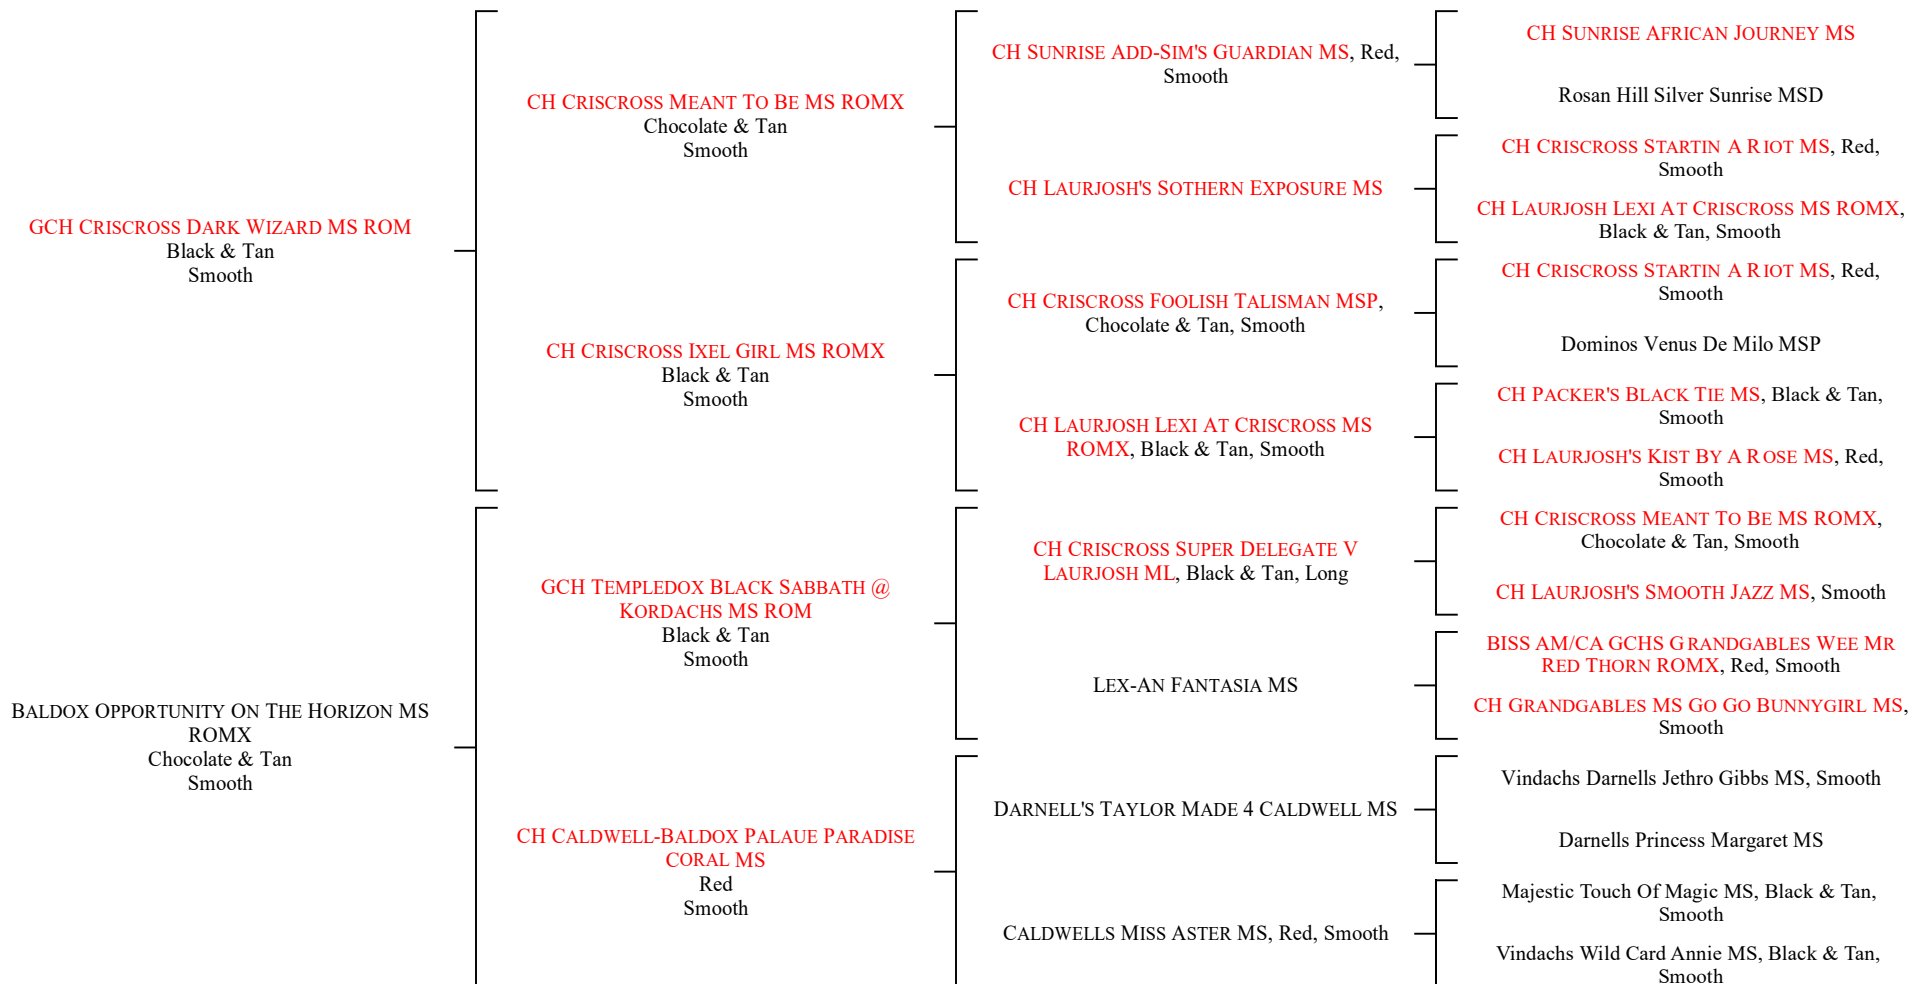 GCH CRISCROSS DARK WIZARD MS ROM
Black & Tan
Smooth
BALDOX OPPORTUNITY ON THE HORIZON MS
ROMX
Chocolate & Tan
Smooth
CH CRISCROSS MEANT TO BE MS ROMX
Chocolate & Tan
Smooth
CH CRISCROSS IXEL GIRL MS ROMX
Black & Tan
Smooth
GCH TEMPLEDOX BLACK SABBATH @
KORDACHS MS ROM
Black & Tan
Smooth
CH CALDWELL-BALDOX PALAUE PARADISE
CORAL MS
Red
Smooth
CH SUNRISE ADD-SIM'S GUARDIAN MS, Red,
Smooth
CH LAURJOSH'S SOTHERN EXPOSURE MS
CH CRISCROSS FOOLISH TALISMAN MSP,
Chocolate & Tan, Smooth
CH LAURJOSH LEXI AT CRISCROSS MS
ROMX, Black & Tan, Smooth
CH CRISCROSS SUPER DELEGATE V
LAURJOSH ML, Black & Tan, Long
LEX-AN FANTASIA MS
DARNELL'S TAYLOR MADE 4 CALDWELL MS
CALDWELLS MISS ASTER MS, Red, Smooth
CH SUNRISE AFRICAN JOURNEY MS
Rosan Hill Silver Sunrise MSD
CH CRISCROSS STARTIN A RIOT MS, Red,
Smooth
CH LAURJOSH LEXI AT CRISCROSS MS ROMX,
Black & Tan, Smooth
CH CRISCROSS STARTIN A RIOT MS, Red,
Smooth
Dominos Venus De Milo MSP
CH PACKER'S BLACK TIE MS, Black & Tan,
Smooth
CH LAURJOSH'S KIST BY A ROSE MS, Red,
Smooth
CH CRISCROSS MEANT TO BE MS ROMX,
Chocolate & Tan, Smooth
CH LAURJOSH'S SMOOTH JAZZ MS, Smooth
BISS AM/CA GCHS GRANDGABLES WEE MR
RED THORN ROMX, Red, Smooth
CH GRANDGABLES MS GO GO BUNNYGIRL MS,
Smooth
Vindachs Darnells Jethro Gibbs MS, Smooth
Darnells Princess Margaret MS
Majestic Touch Of Magic MS, Black & Tan,
Smooth
Vindachs Wild Card Annie MS, Black & Tan,
Smooth